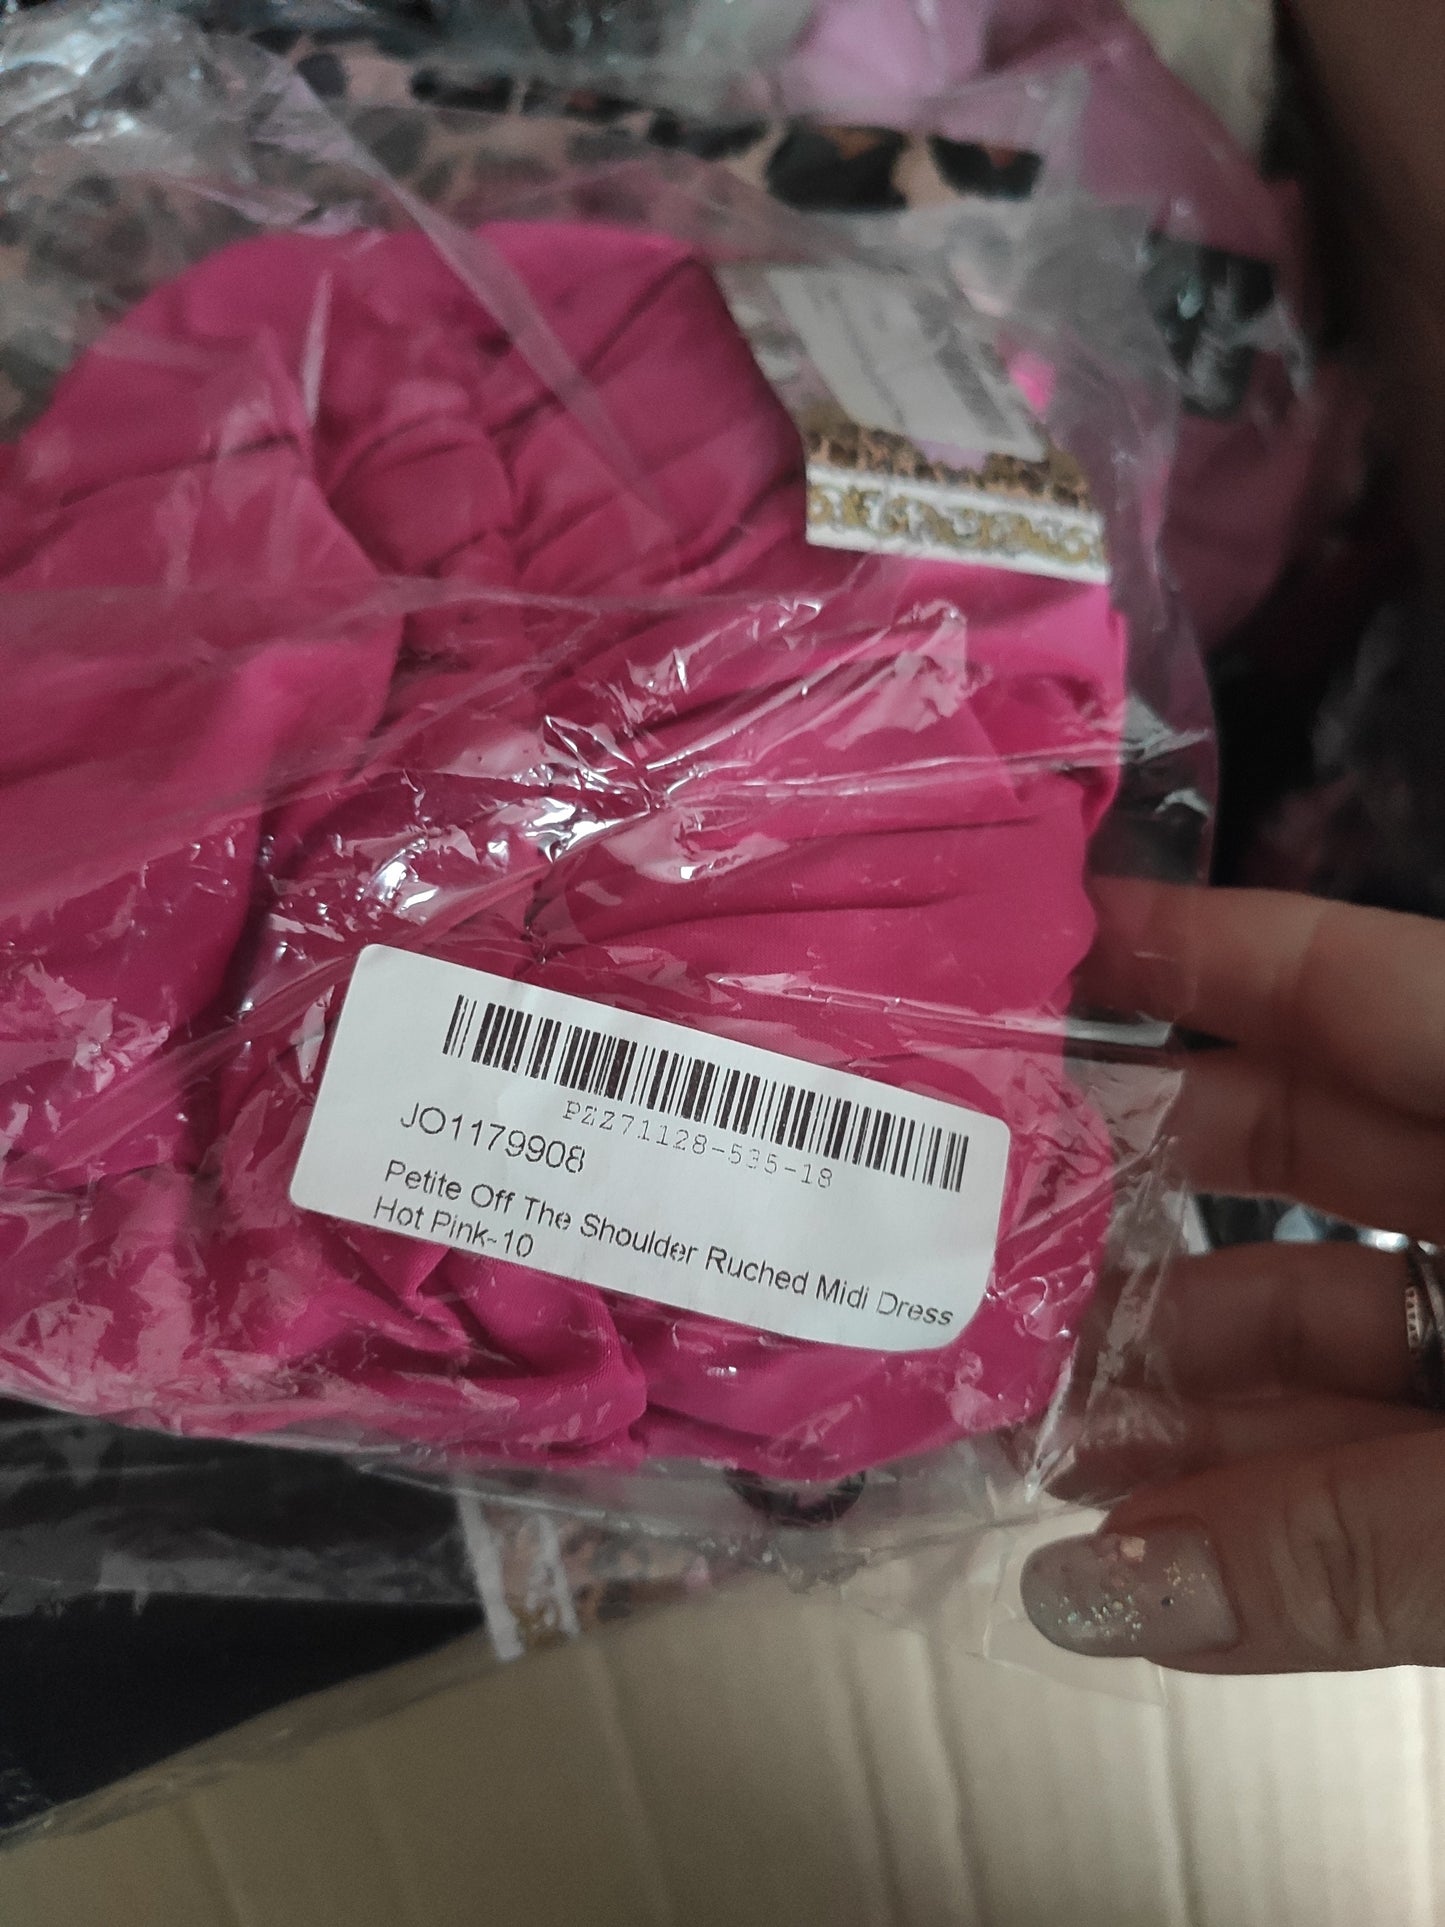 PZZ71128-535-18
JO1179908
Petite Off The Shoulder Ruched Midi Dress
Hot Pink-10